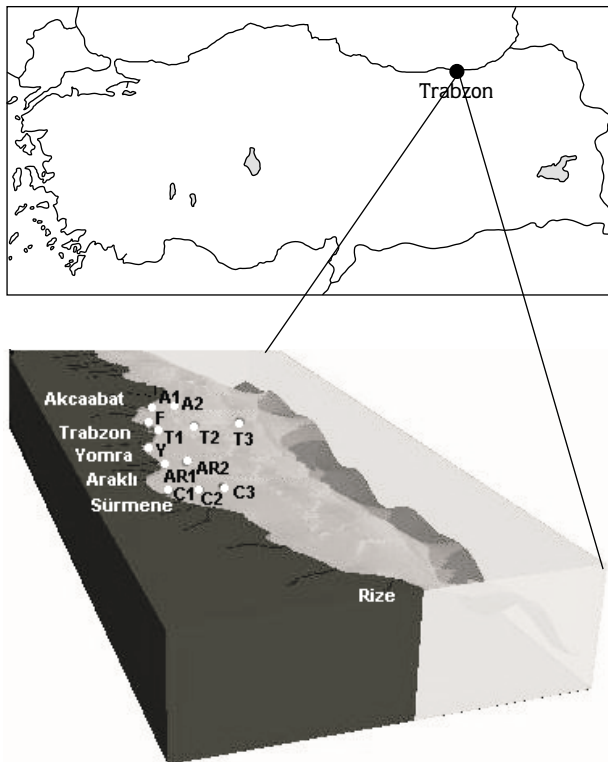 Trabzon
Akcaabat A1 A2
F
Trabzon T1 T2 T3
Yomra Y
AR2
Araklı AR1
C1 C2 C3
Sürmene
Rize